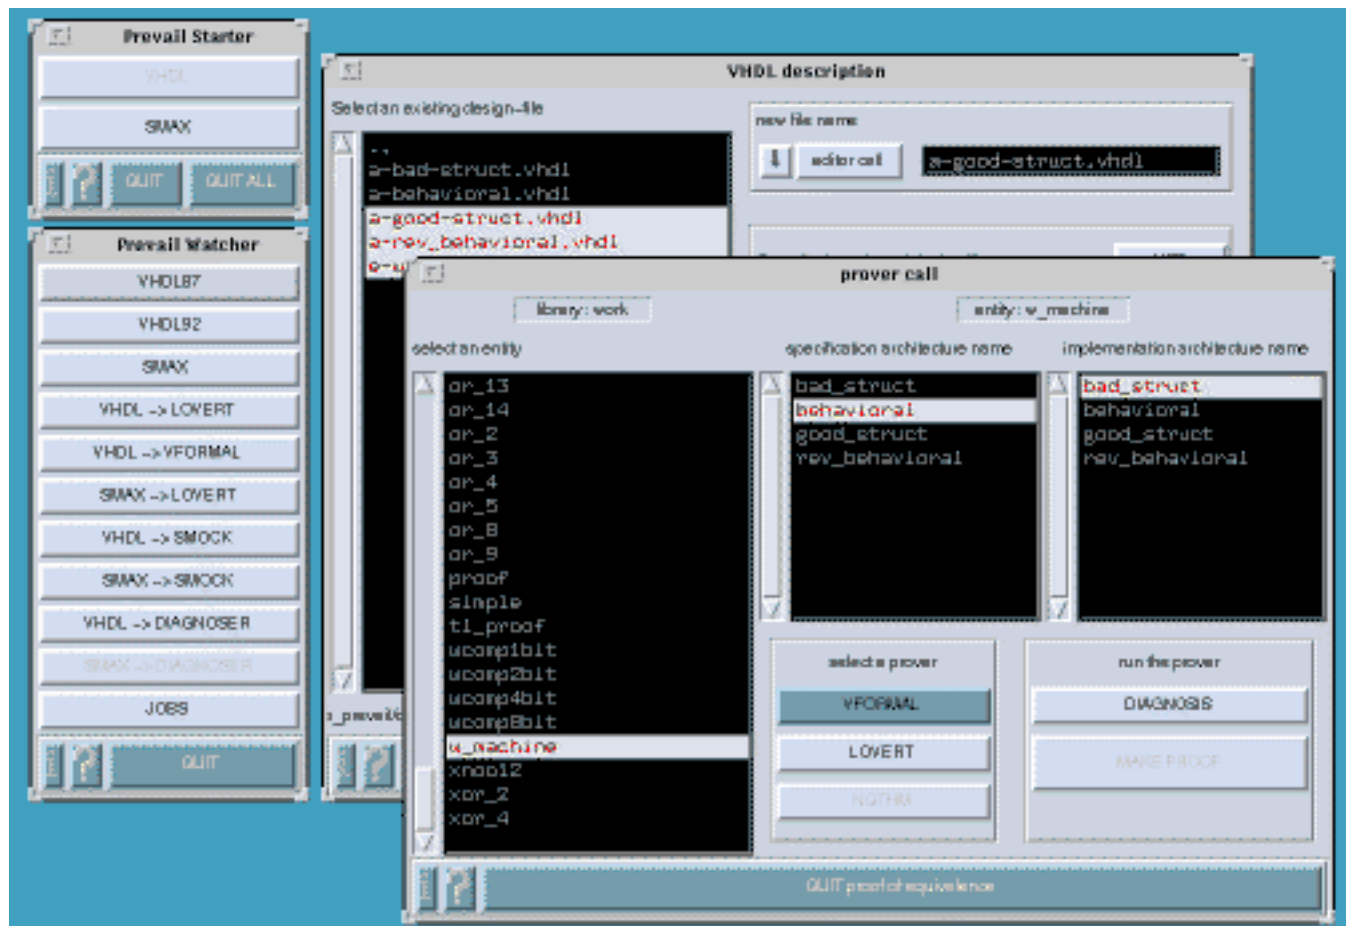 Prevail Starter
VHDL
SMAX
?
QUIT
QUIT ALL
Prevail Watcher
VHDL87
VHDL92
SMAX
VHDL -> LOVERT
VHDL -> VFORMAL
SMAX -> LOVERT
VHDL -> SMOCK
SMAX -> SMOCK
VHDL -> DIAGNOSER
SMAX -> DIAGNOSER
JOBS
?
QUIT
VHDL description
Select an existing design-file
..
a-bad-struct.vhdl
a-behavioral.vhdl
a-good-struct.vhdl
a-rev_behavioral.vhdl
new file name
editor call
a-good-struct.vhdl
?
prover call
library : work
entity : w_machine
select an entity
or_13
or_14
or_2
or_3
or_4
or_5
or_8
or_9
proof
simple
t1_proof
ucomp1bit
ucomp2bit
ucomp4bit
ucomp8bit
w_machine
xnoo12
xor_2
xor_4
specification architecture name
bad_struct
behavioral
good_struct
rev_behavioral
implementation architecture name
bad_struct
behavioral
good_struct
rev_behavioral
select a prover
VFORMAL
LOVERT
NQTHM
run the prover
DIAGNOSIS
MAKE PROOF
?
QUIT proof of equivalence